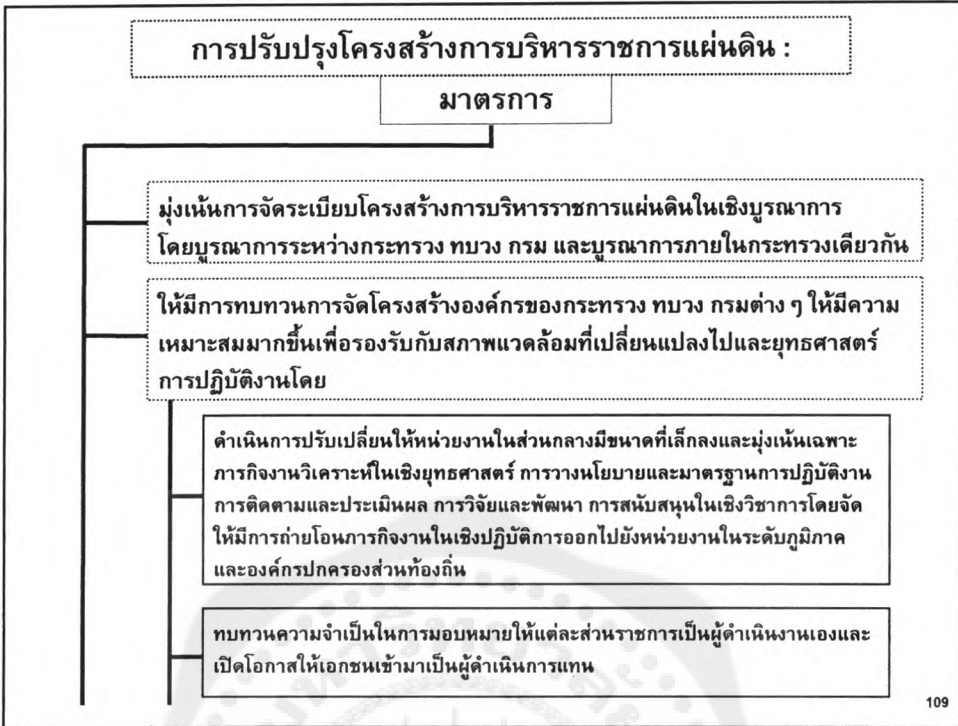 การปรับปรุงโครงสร้างการบริหารราชการแผ่นดิน :
มาตรการ
มุ่งเน้นการจัดระเบียบโครงสร้างการบริหารราชการแผ่นดินในเชิงบูรณาการ
โดยบูรณาการระหว่างกระทรวง ทบวง กรม และบูรณาการภายในกระทรวงเดียวกัน
ให้มีการทบทวนการจัดโครงสร้างองค์กรของกระทรวง ทบวง กรมต่าง ๆ ให้มีความ
เหมาะสมมากขึ้นเพื่อรองรับกับสภาพแวดล้อมที่เปลี่ยนแปลงไปและยุทธศาสตร์
การปฏิบัติงานโดย
ดำเนินการปรับเปลี่ยนให้หน่วยงานในส่วนกลางมีขนาดที่เล็กลงและมุ่งเน้นเฉพาะ
ภารกิจงานวิเคราะห์ในเชิงยุทธศาสตร์ การวางนโยบายและมาตรฐานการปฏิบัติงาน
การติดตามและประเมินผล การวิจัยและพัฒนา การสนับสนุนในเชิงวิชาการโดยจัด
ให้มีการถ่ายโอนภารกิจงานในเชิงปฏิบัติการออกไปยังหน่วยงานในระดับภูมิภาค
และองค์กรปกครองส่วนท้องถิ่น
ทบทวนความจำเป็นในการมอบหมายให้แต่ละส่วนราชการเป็นผู้ดำเนินงานเองและ
เปิดโอกาสให้เอกชนเข้ามาเป็นผู้ดำเนินการแทน
109